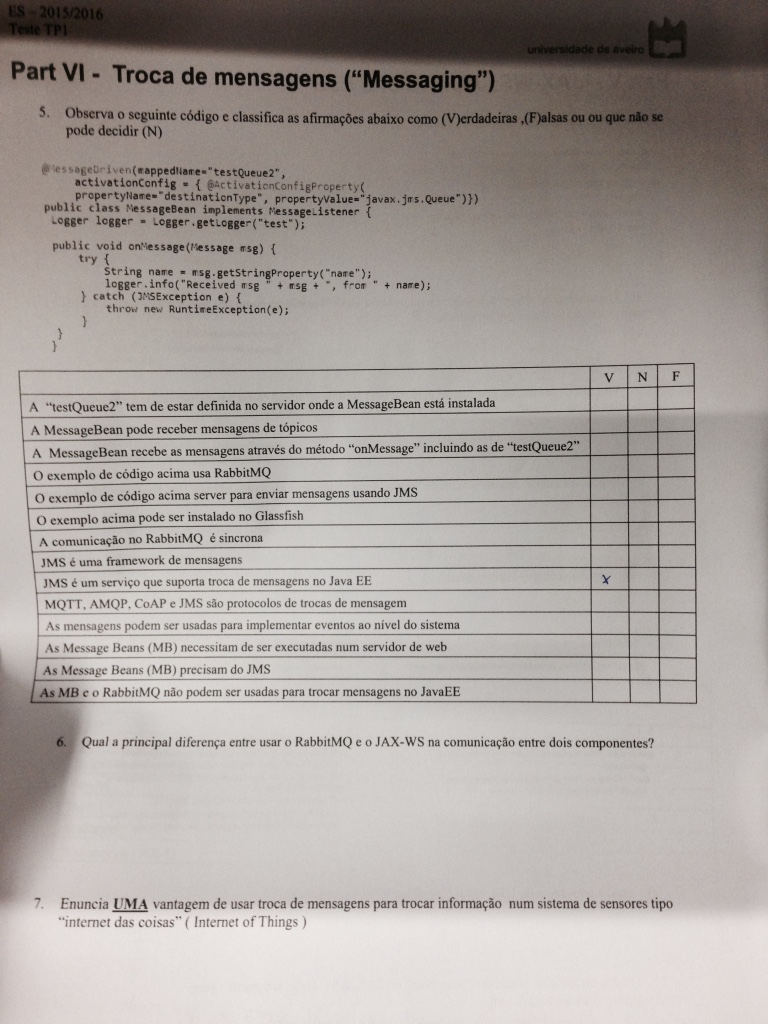 ES - 2015/2016
Teste TP1
universidade de aveiro
Part VI - Troca de mensagens ("Messaging")
5. Observa o seguinte código e classifica as afirmações abaixo como (V)erdadeiras ,(F)alsas ou ou que não se
pode decidir (N)
@MessageDriven(mappedName="testQueue2",
activationConfig = { @ActivationConfigProperty(
propertyName="destinationType", propertyValue="javax.jms.Queue")})
public class MessageBean implements MessageListener {
Logger logger = Logger.getLogger("test");
public void onMessage(Message msg) {
try {
String name = msg.getStringProperty("name");
logger.info("Received msg " + msg + ", from " + name);
} catch (JMSException e) {
throw new RuntimeException(e);
}
}
}
V N F
A "testQueue2" tem de estar definida no servidor onde a MessageBean está instalada
A MessageBean pode receber mensagens de tópicos
A MessageBean recebe as mensagens através do método "onMessage" incluindo as de "testQueue2"
O exemplo de código acima usa RabbitMQ
O exemplo de código acima server para enviar mensagens usando JMS
O exemplo acima pode ser instalado no Glassfish
A comunicação no RabbitMQ é sincrona
JMS é uma framework de mensagens
JMS é um serviço que suporta troca de mensagens no Java EE X
MQTT, AMQP, CoAP e JMS são protocolos de trocas de mensagem
As mensagens podem ser usadas para implementar eventos ao nível do sistema
As Message Beans (MB) necessitam de ser executadas num servidor de web
As Message Beans (MB) precisam do JMS
As MB e o RabbitMQ não podem ser usadas para trocar mensagens no JavaEE
6. Qual a principal diferença entre usar o RabbitMQ e o JAX-WS na comunicação entre dois componentes?
7. Enuncia UMA vantagem de usar troca de mensagens para trocar informação num sistema de sensores tipo
"internet das coisas" ( Internet of Things )